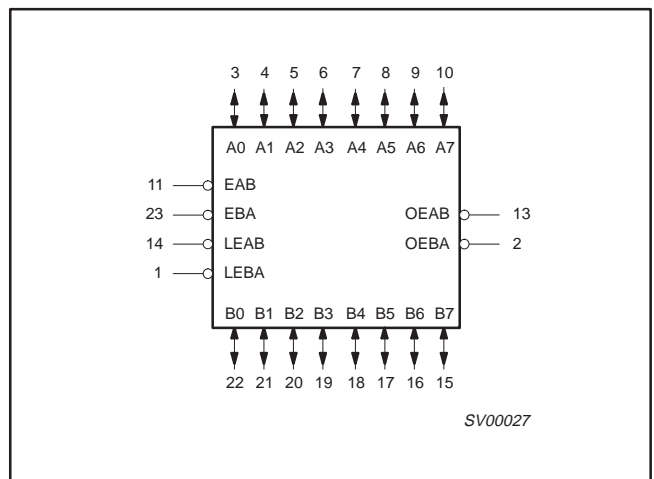 3 4 5 6 7 8 9 10
A0 A1 A2 A3 A4 A5 A6 A7
11 EAB
23 EBA OEAB 13
14 LEAB OEBA 2
1 LEBA
B0 B1 B2 B3 B4 B5 B6 B7
22 21 20 19 18 17 16 15
SV00027